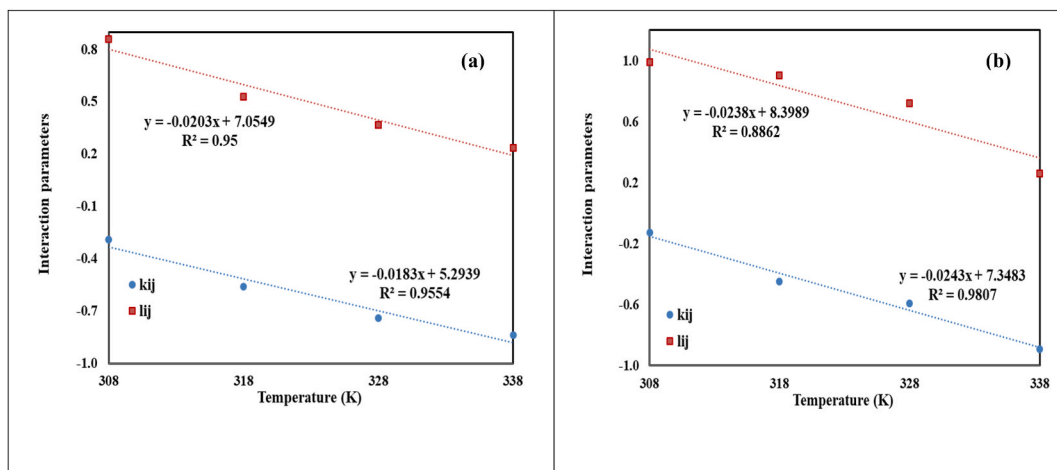 (a)
0.8
0.5
0.2
-0.1
-0.4
-0.7
-1.0
Interaction parameters
y = -0.0203x + 7.0549
R² = 0.95
y = -0.0183x + 5.2939
R² = 0.9554
kij
lij
308 318 328 338
Temperature (K)
(b)
1.0
0.6
0.2
-0.2
-0.6
-1.0
Interaction parameters
y = -0.0238x + 8.3989
R² = 0.8862
y = -0.0243x + 7.3483
R² = 0.9807
kij
lij
308 318 328 338
Temperature (K)